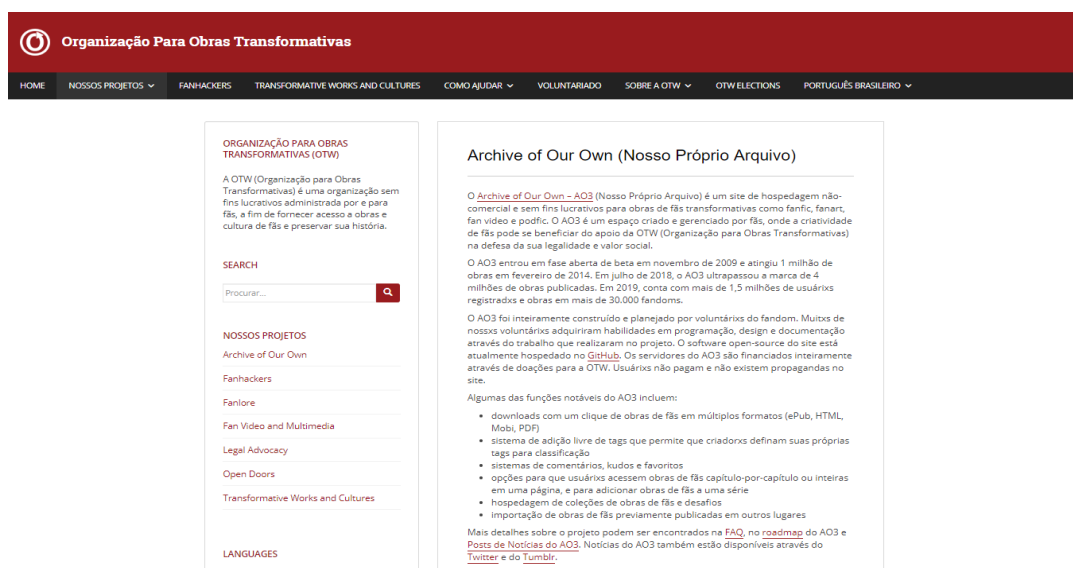 Organização Para Obras Transformativas
HOME NOSSOS PROJETOS FANHACKERS TRANSFORMATIVE WORKS AND CULTURES COMO AJUDAR VOLUNTARIADO SOBRE A OTW OTW ELECTIONS PORTUGUÊS BRASILEIRO
ORGANIZAÇÃO PARA OBRAS
TRANSFORMATIVAS (OTW)
A OTW (Organização para Obras
Transformativas) é uma organização sem
fins lucrativos administrada por e para
fãs, a fim de fornecer acesso a obras e
cultura de fãs e preservar sua história.
SEARCH
Procurar...
NOSSOS PROJETOS
Archive of Our Own
Fanhackers
Fanlore
Fan Video and Multimedia
Legal Advocacy
Open Doors
Transformative Works and Cultures
LANGUAGES
Archive of Our Own (Nosso Próprio Arquivo)
O Archive of Our Own – AO3 (Nosso Próprio Arquivo) é um site de hospedagem não-
comercial e sem fins lucrativos para obras de fãs transformativas como fanfic, fanart,
fan video e podfic. O AO3 é um espaço criado e gerenciado por fãs, onde a criatividade
de fãs pode se beneficiar do apoio da OTW (Organização para Obras Transformativas)
na defesa da sua legalidade e valor social.
O AO3 entrou em fase aberta de beta em novembro de 2009 e atingiu 1 milhão de
obras em fevereiro de 2014. Em julho de 2018, o AO3 ultrapassou a marca de 4
milhões de obras publicadas. Em 2019, conta com mais de 1,5 milhões de usuárixs
registradxs e obras em mais de 30.000 fandoms.
O AO3 foi inteiramente construído e planejado por voluntárixs do fandom. Muitxs de
nossxs voluntárixs adquiriram habilidades em programação, design e documentação
através do trabalho que realizaram no projeto. O software open-source do site está
atualmente hospedado no GitHub. Os servidores do AO3 são financiados inteiramente
através de doações para a OTW. Usuárixs não pagam e não existem propagandas no
site.
Algumas das funções notáveis do AO3 incluem:
• downloads com um clique de obras de fãs em múltiplos formatos (ePub, HTML,
Mobi, PDF)
• sistema de adição livre de tags que permite que criadorxs definam suas próprias
tags para classificação
• sistemas de comentários, kudos e favoritos
• opções para que usuárixs acessem obras de fãs capítulo-por-capítulo ou inteiras
em uma página, e para adicionar obras de fãs a uma série
• hospedagem de coleções de obras de fãs e desafios
• importação de obras de fãs previamente publicadas em outros lugares
Mais detalhes sobre o projeto podem ser encontrados na FAQ, no roadmap do AO3 e
Posts de Notícias do AO3. Notícias do AO3 também estão disponíveis através do
Twitter e do Tumblr.